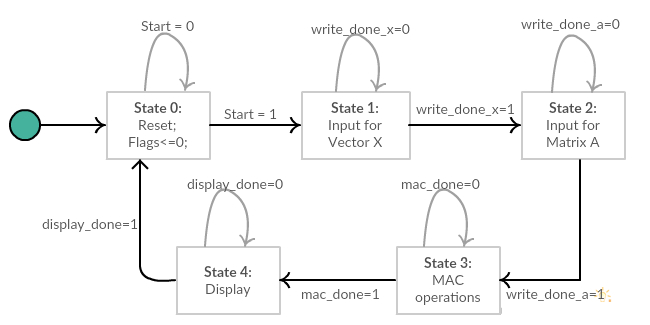 Start = 0
write_done_x=0
write_done_a=0
State 0:
Reset;
Flags<=0;
Start = 1
State 1:
Input for
Vector X
write_done_x=1
State 2:
Input for
Matrix A
display_done=0
mac_done=0
display_done=1
State 4:
Display
mac_done=1
State 3:
MAC
operations
write_done_a=1